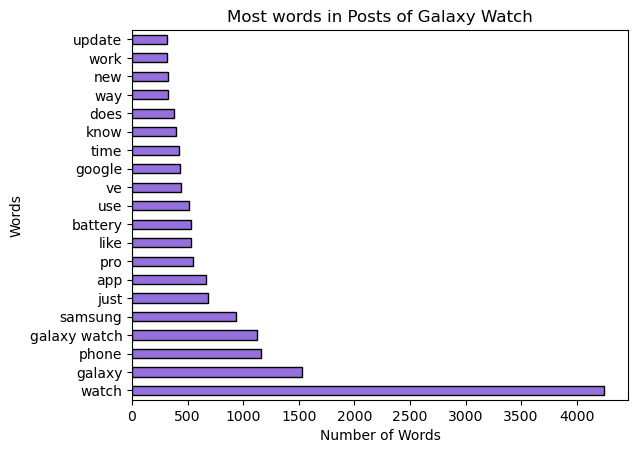 Most words in Posts of Galaxy Watch
Words
update
work
new
way
does
know
time
google
ve
use
battery
like
pro
app
just
samsung
galaxy watch
phone
galaxy
watch
0 500 1000 1500 2000 2500 3000 3500 4000
Number of Words